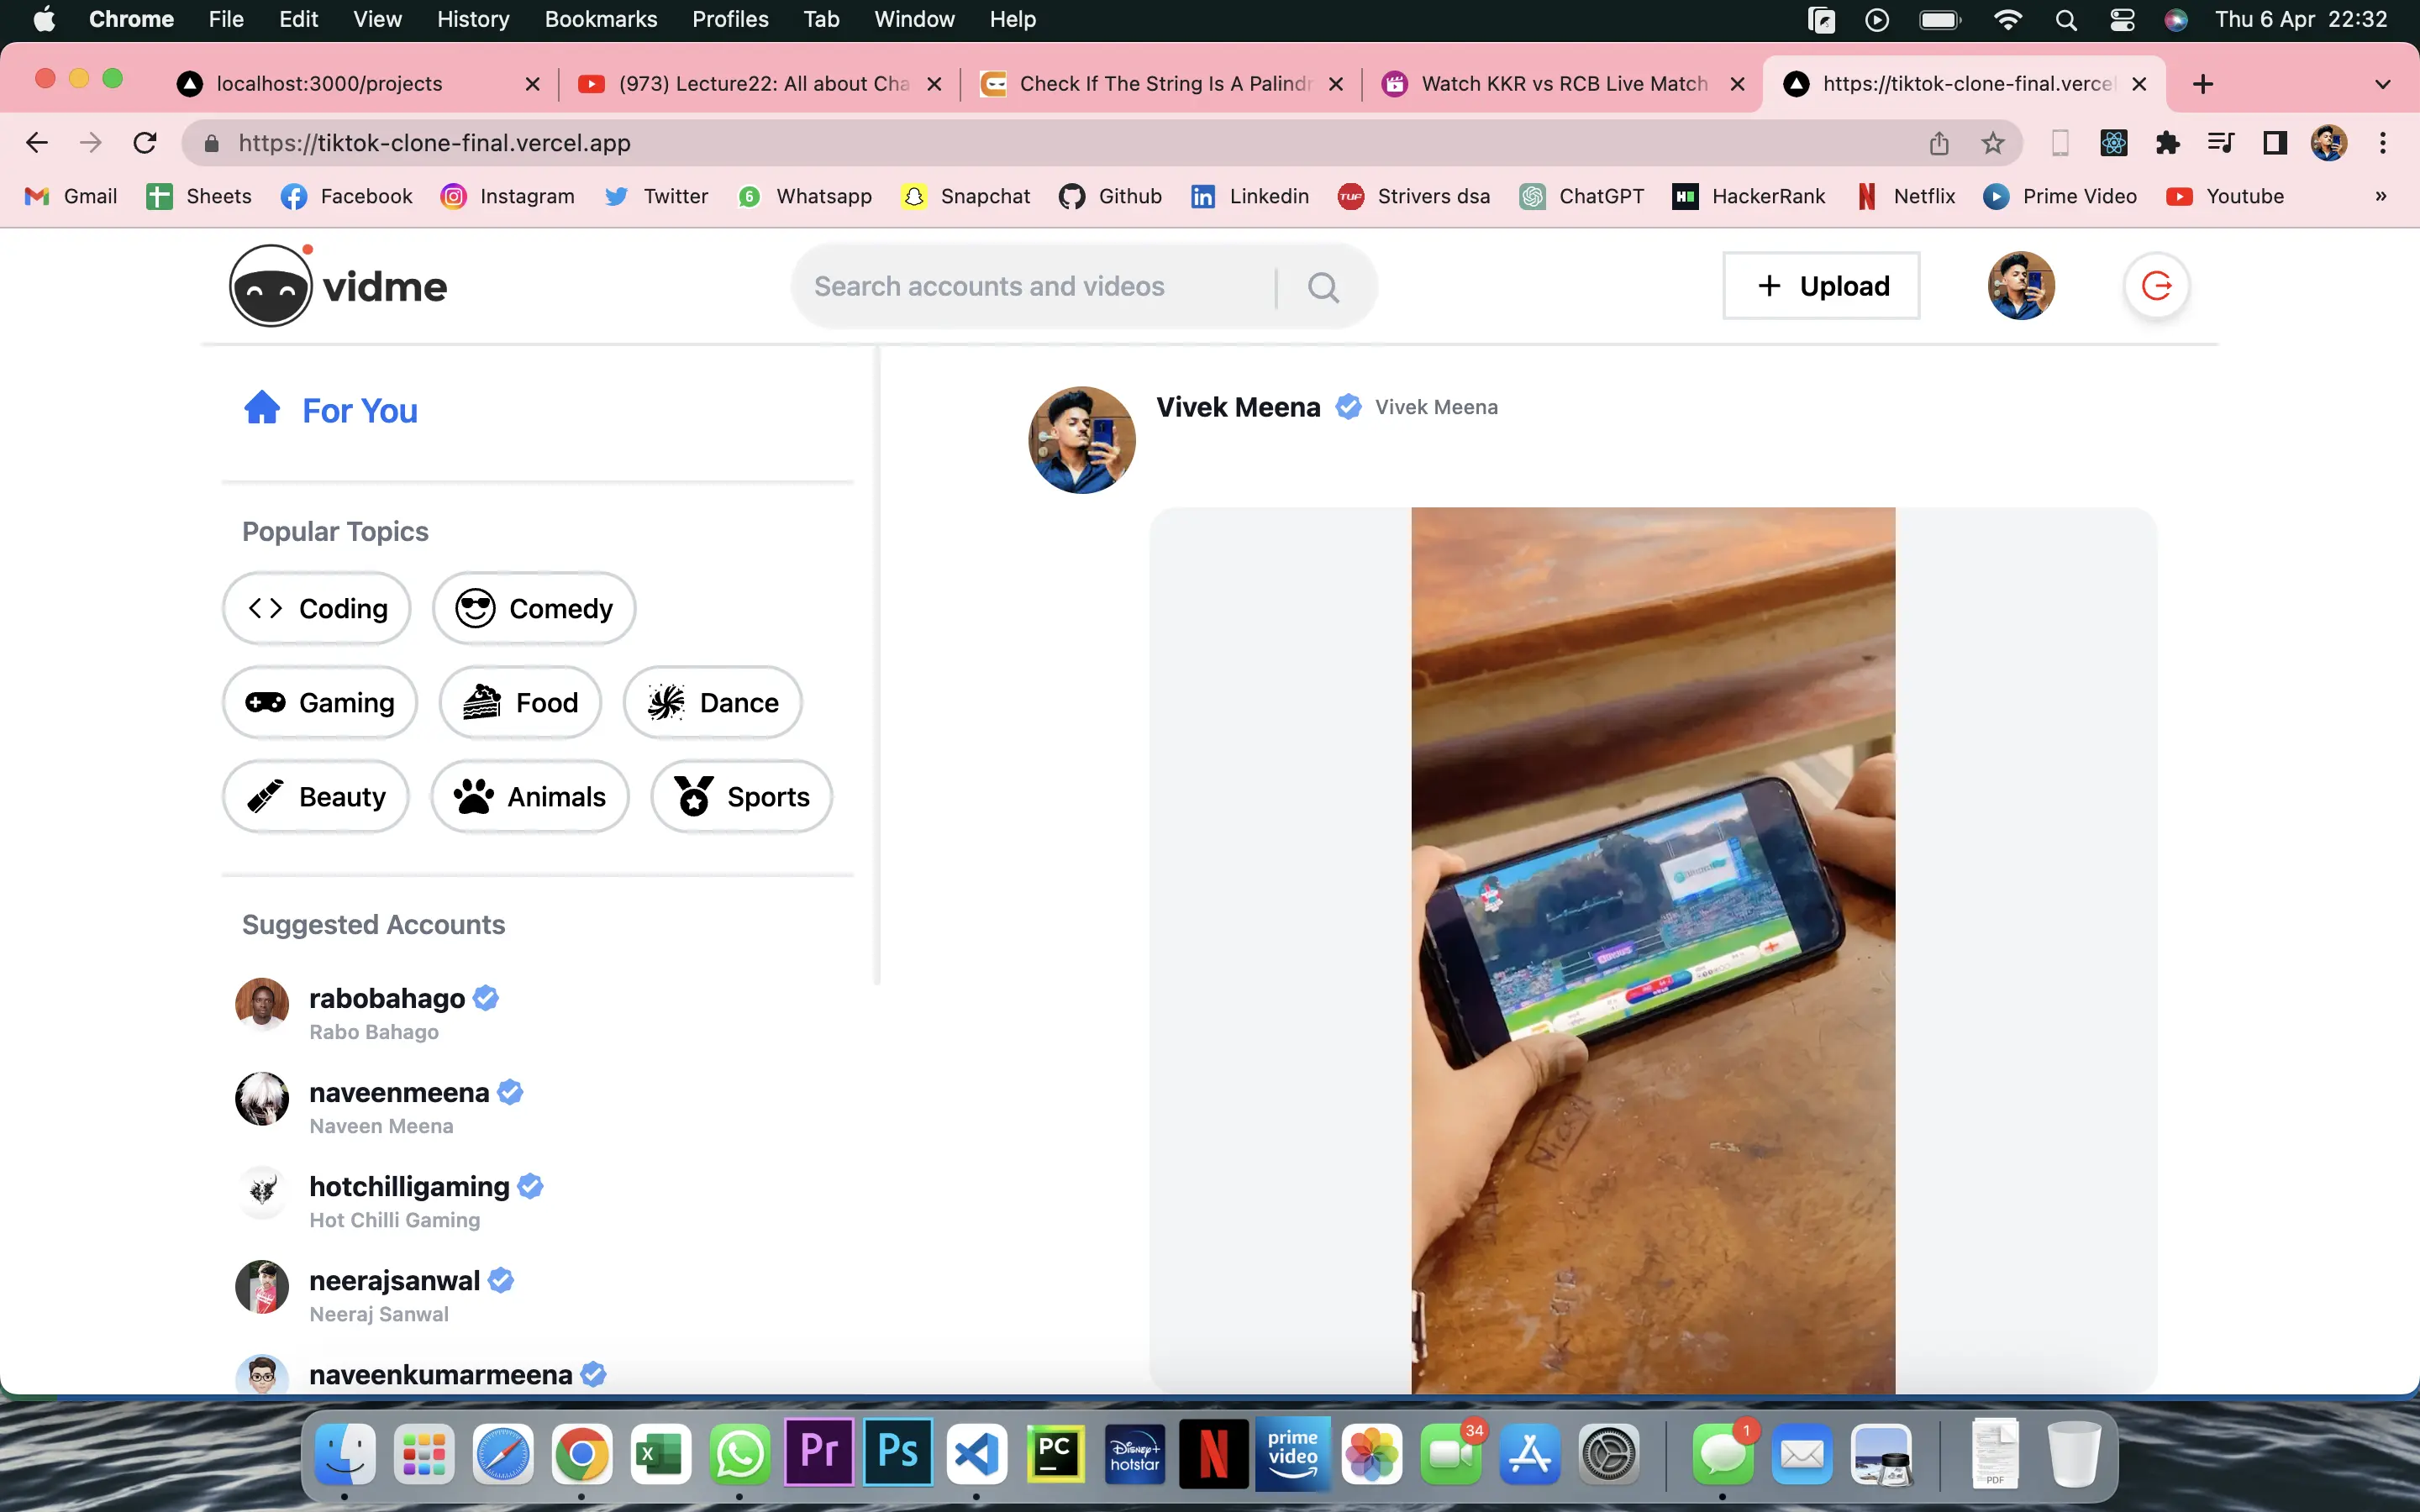 Chrome File Edit View History Bookmarks Profiles Tab Window Help Thu 6 Apr 22:32
localhost:3000/projects (973) Lecture22: All about Cha Check If The String Is A Palindr Watch KKR vs RCB Live Match https://tiktok-clone-final.vercel
https://tiktok-clone-final.vercel.app
Gmail Sheets Facebook Instagram 6 Whatsapp Snapchat Github Linkedin TUF Strivers dsa ChatGPT HackerRank Netflix Prime Video Youtube »
vidme Search accounts and videos + Upload
For You
Vivek Meena Vivek Meena
Popular Topics
Coding Comedy
Gaming Food Dance
Beauty Animals Sports
Suggested Accounts
rabobahago
Rabo Bahago
naveenmeena
Naveen Meena
hotchilligaming
Hot Chilli Gaming
neerajsanwal
Neeraj Sanwal
naveenkumarmeena
Pr Ps PC Disney+ hotstar N prime video 34 1 PDF